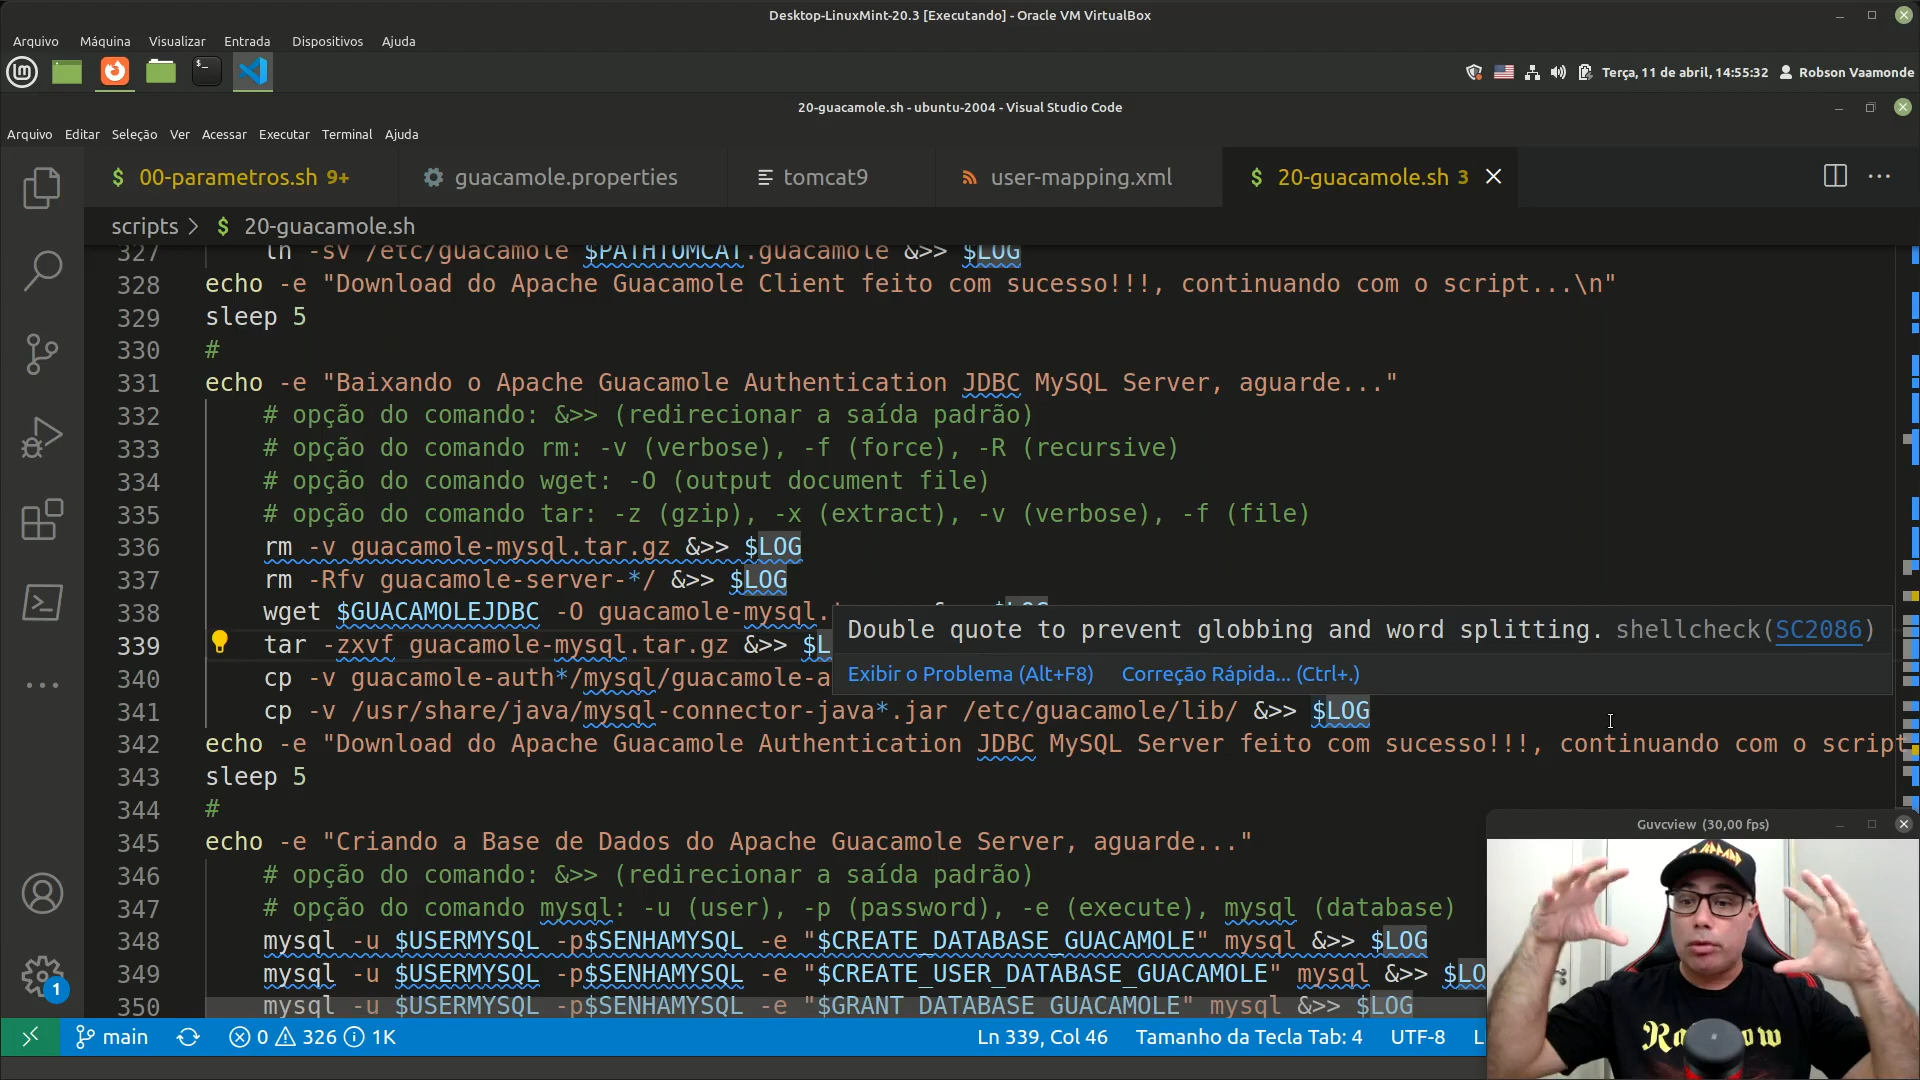 Desktop-LinuxMint-20.3 [Executando] - Oracle VM VirtualBox
Arquivo Máquina Visualizar Entrada Dispositivos Ajuda
Terça, 11 de abril, 14:55:32 Robson Vaamonde
20-guacamole.sh - ubuntu-2004 - Visual Studio Code
Arquivo Editar Seleção Ver Acessar Executar Terminal Ajuda
$ 00-parametros.sh 9+ guacamole.properties tomcat9 user-mapping.xml $ 20-guacamole.sh 3
scripts > $ 20-guacamole.sh
327 ln -sv /etc/guacamole $PATHTOMCAT.guacamole &>> $LOG
328 echo -e "Download do Apache Guacamole Client feito com sucesso!!!, continuando com o script...\n"
329 sleep 5
330 #
331 echo -e "Baixando o Apache Guacamole Authentication JDBC MySQL Server, aguarde..."
332 # opção do comando: &>> (redirecionar a saída padrão)
333 # opção do comando rm: -v (verbose), -f (force), -R (recursive)
334 # opção do comando wget: -O (output document file)
335 # opção do comando tar: -z (gzip), -x (extract), -v (verbose), -f (file)
336 rm -v guacamole-mysql.tar.gz &>> $LOG
337 rm -Rfv guacamole-server-*/ &>> $LOG
338 wget $GUACAMOLEJDBC -O guacamole-mysql.
339 tar -zxvf guacamole-mysql.tar.gz &>> $L
Double quote to prevent globbing and word splitting. shellcheck(SC2086)
Exibir o Problema (Alt+F8) Correção Rápida... (Ctrl+.)
340 cp -v guacamole-auth*/mysql/guacamole-a
341 cp -v /usr/share/java/mysql-connector-java*.jar /etc/guacamole/lib/ &>> $LOG
342 echo -e "Download do Apache Guacamole Authentication JDBC MySQL Server feito com sucesso!!!, continuando com o script
343 sleep 5
344 #
345 echo -e "Criando a Base de Dados do Apache Guacamole Server, aguarde..."
346 # opção do comando: &>> (redirecionar a saída padrão)
347 # opção do comando mysql: -u (user), -p (password), -e (execute), mysql (database)
348 mysql -u $USERMYSQL -p$SENHAMYSQL -e "$CREATE_DATABASE_GUACAMOLE" mysql &>> $LOG
349 mysql -u $USERMYSQL -p$SENHAMYSQL -e "$CREATE_USER_DATABASE_GUACAMOLE" mysql &>> $LO
350 mysql -u $USERMYSQL -p$SENHAMYSQL -e "$GRANT_DATABASE_GUACAMOLE" mysql &>> $LOG
Guvcview (30,00 fps)
1
main 0 326 1K Ln 339, Col 46 Tamanho da Tecla Tab: 4 UTF-8 L